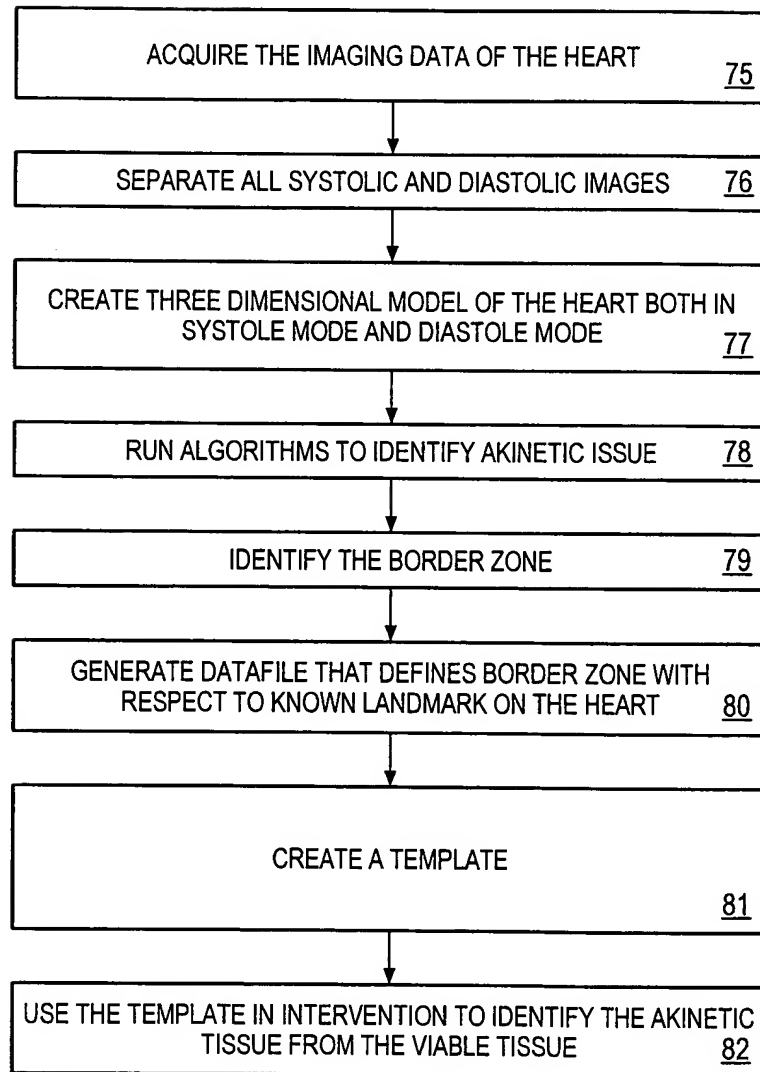 ACQUIRE THE IMAGING DATA OF THE HEART
75
SEPARATE ALL SYSTOLIC AND DIASTOLIC IMAGES
76
CREATE THREE DIMENSIONAL MODEL OF THE HEART BOTH IN
SYSTOLE MODE AND DIASTOLE MODE
77
RUN ALGORITHMS TO IDENTIFY AKINETIC ISSUE
78
IDENTIFY THE BORDER ZONE
79
GENERATE DATAFILE THAT DEFINES BORDER ZONE WITH
RESPECT TO KNOWN LANDMARK ON THE HEART
80
CREATE A TEMPLATE
81
USE THE TEMPLATE IN INTERVENTION TO IDENTIFY THE AKINETIC
TISSUE FROM THE VIABLE TISSUE
82